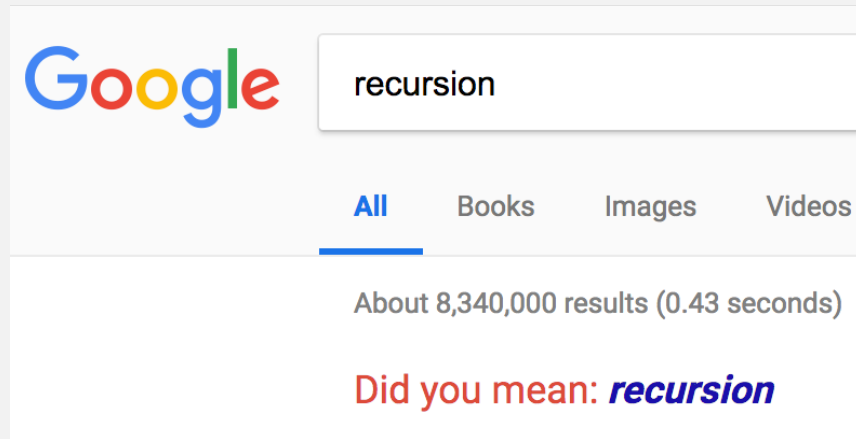 Google
recursion
All Books Images Videos
About 8,340,000 results (0.43 seconds)
Did you mean: recursion